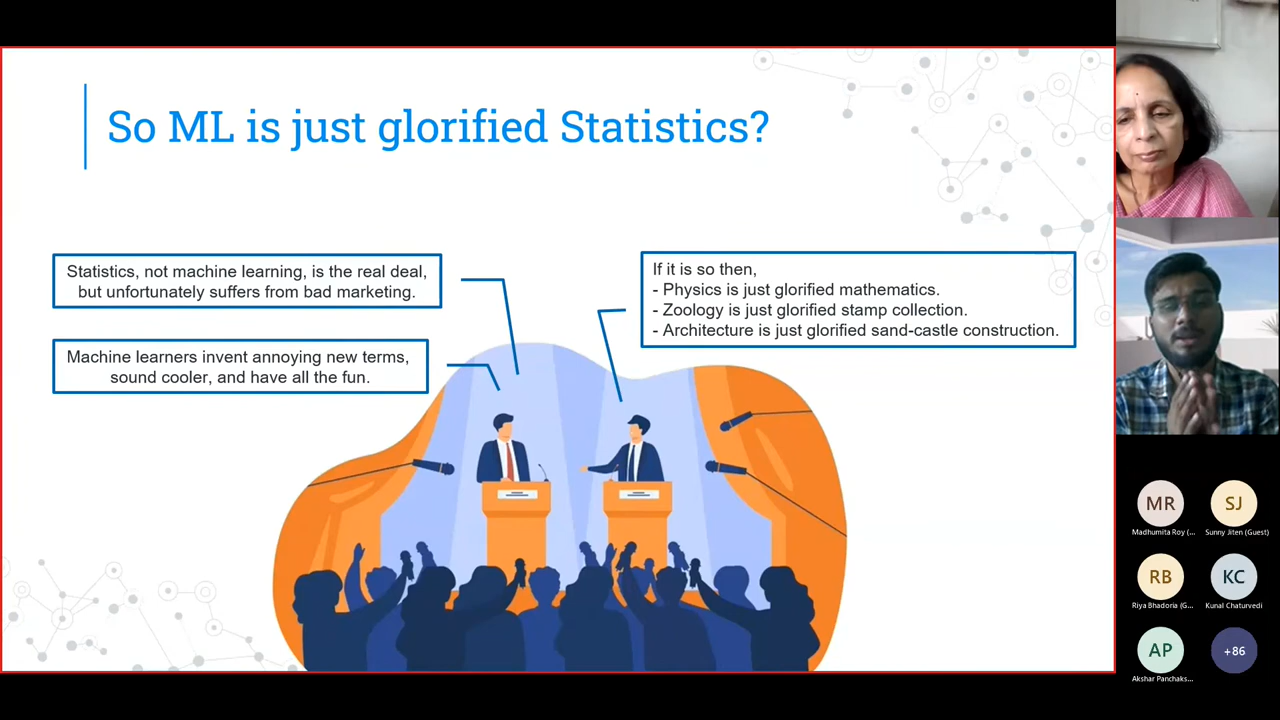 So ML is just glorified Statistics?
Statistics, not machine learning, is the real deal,
but unfortunately suffers from bad marketing.
Machine learners invent annoying new terms,
sound cooler, and have all the fun.
If it is so then,
- Physics is just glorified mathematics.
- Zoology is just glorified stamp collection.
- Architecture is just glorified sand-castle construction.
MR
Madhumita Roy (...
SJ
Sunny Jiten (Guest)
RB
Riya Bhadoria (G...
KC
Kunal Chaturvedi
AP
Akshar Panchaks...
+86